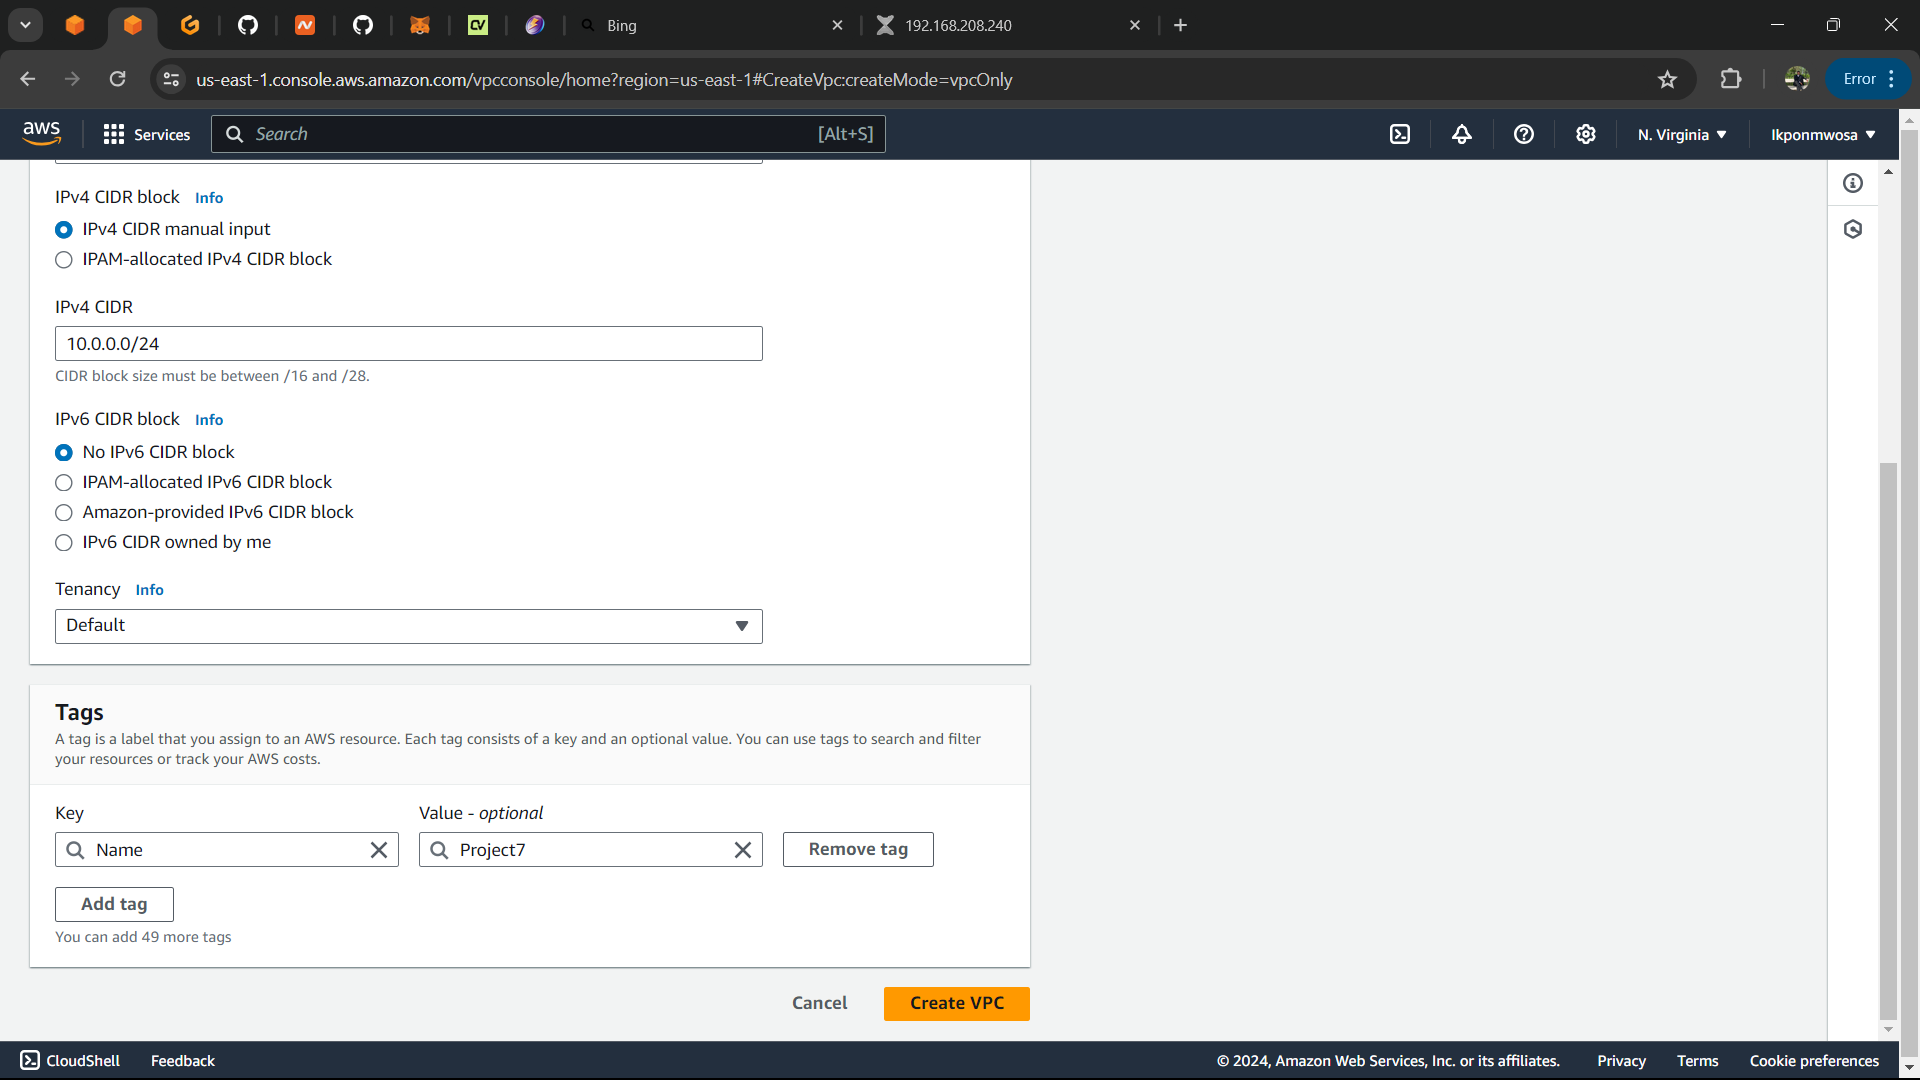 Bing
192.168.208.240
us-east-1.console.aws.amazon.com/vpcconsole/home?region=us-east-1#CreateVpc:createMode=vpcOnly
Error
aws
Services
Search
[Alt+S]
N. Virginia
Ikponmwosa
IPv4 CIDR block Info
IPv4 CIDR manual input
IPAM-allocated IPv4 CIDR block
IPv4 CIDR
10.0.0.0/24
CIDR block size must be between /16 and /28.
IPv6 CIDR block Info
No IPv6 CIDR block
IPAM-allocated IPv6 CIDR block
Amazon-provided IPv6 CIDR block
IPv6 CIDR owned by me
Tenancy Info
Default
Tags
A tag is a label that you assign to an AWS resource. Each tag consists of a key and an optional value. You can use tags to search and filter
your resources or track your AWS costs.
Key
Value - optional
Name
Project7
Remove tag
Add tag
You can add 49 more tags
Cancel
Create VPC
CloudShell
Feedback
© 2024, Amazon Web Services, Inc. or its affiliates.
Privacy
Terms
Cookie preferences